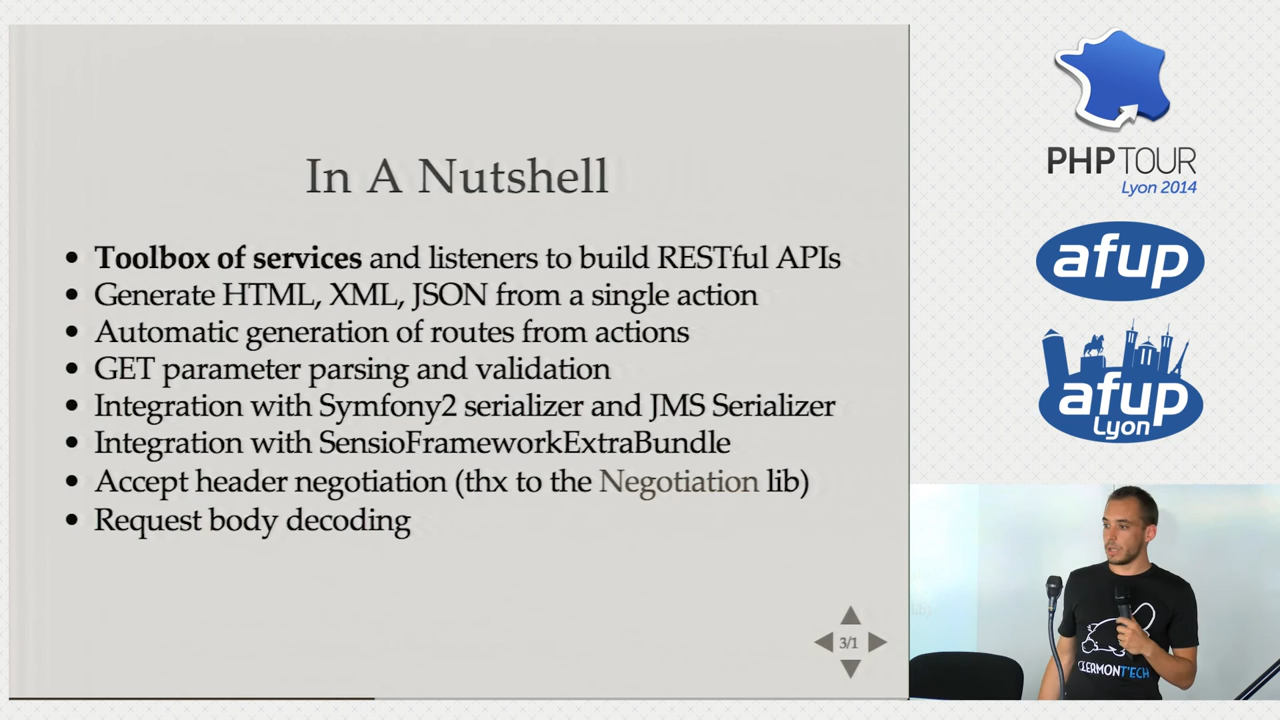 In A Nutshell
• Toolbox of services and listeners to build RESTful APIs
• Generate HTML, XML, JSON from a single action
• Automatic generation of routes from actions
• GET parameter parsing and validation
• Integration with Symfony2 serializer and JMS Serializer
• Integration with SensioFrameworkExtraBundle
• Accept header negotiation (thx to the Negotiation lib)
• Request body decoding
3/1
PHP TOUR
Lyon 2014
afup
afup
Lyon
CLERMONT'ECH